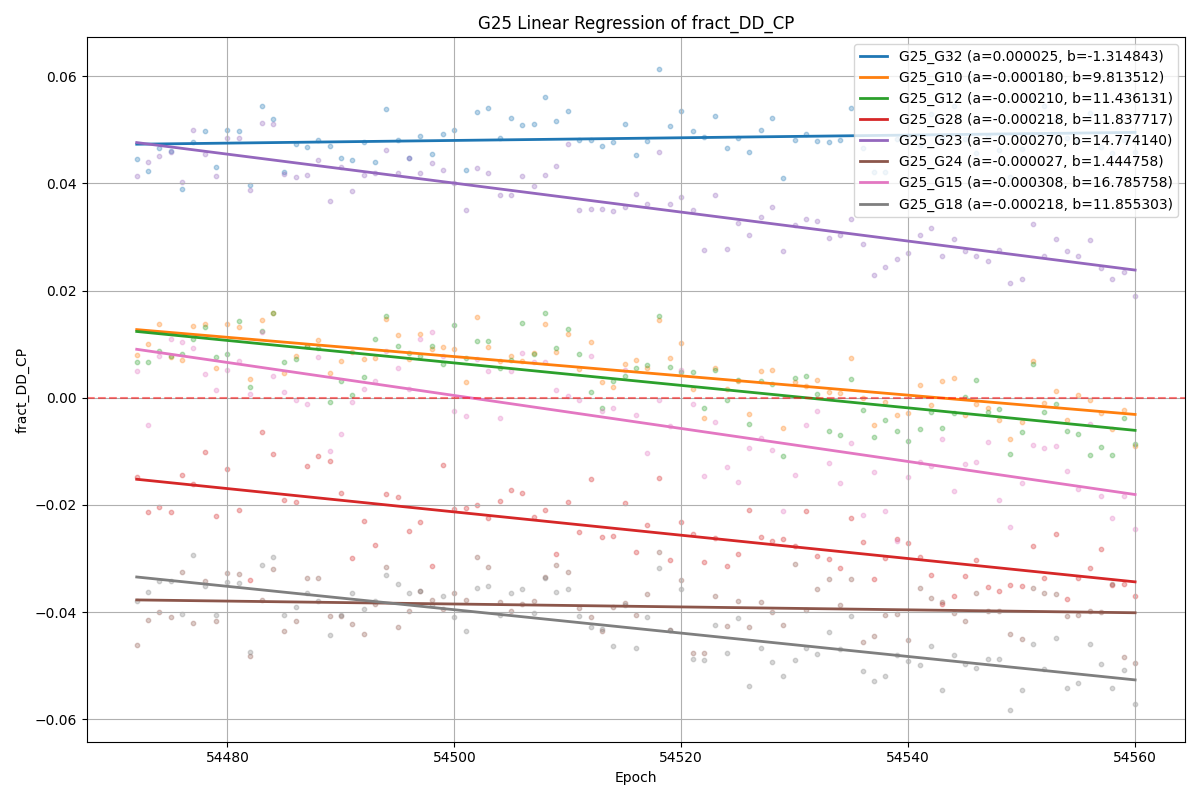 G25 Linear Regression of fract_DD_CP
G25_G32 (a=0.000025, b=-1.314843)
G25_G10 (a=-0.000180, b=9.813512)
G25_G12 (a=-0.000210, b=11.436131)
G25_G28 (a=-0.000218, b=11.837717)
G25_G23 (a=-0.000270, b=14.774140)
G25_G24 (a=-0.000027, b=1.444758)
G25_G15 (a=-0.000308, b=16.785758)
G25_G18 (a=-0.000218, b=11.855303)
fract_DD_CP
0.06
0.04
0.02
0.00
−0.02
−0.04
−0.06
54480 54500 54520 54540 54560
Epoch